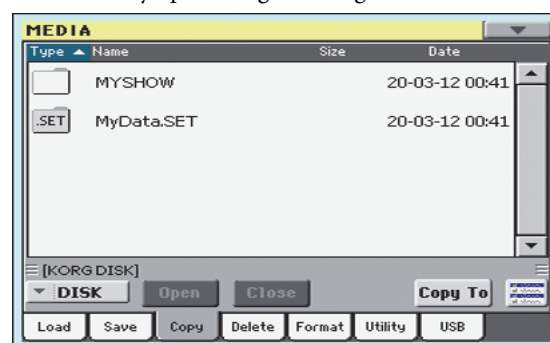 MEDIA
Type Name Size Date
MYSHOW 20-03-12 00:41
.SET MyData.SET 20-03-12 00:41
[KORG DISK]
DISK Open Close Copy To
Load Save Copy Delete Format Utility USB